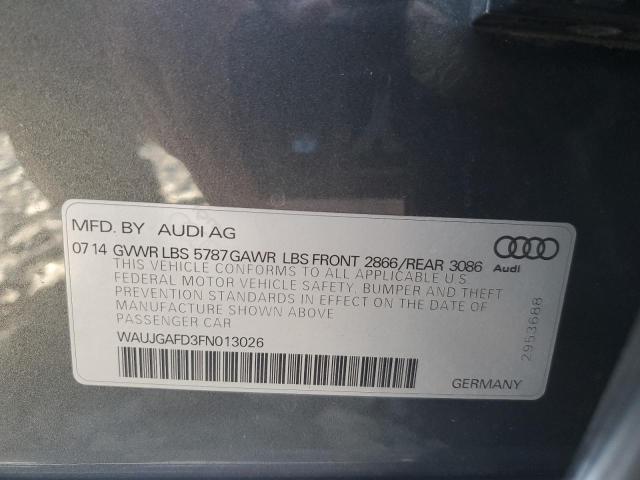 MFD. BY AUDI AG
07 14 GVWR LBS 5787 GAWR LBS FRONT 2866/REAR 3086
THIS VEHICLE CONFORMS TO ALL APPLICABLE U S
FEDERAL MOTOR VEHICLE SAFETY, BUMPER AND THEFT
PREVENTION STANDARDS IN EFFECT ON THE DATE OF
MANUFACTURE SHOWN ABOVE
PASSENGER CAR
WAUJGAFD3FN013026
GERMANY
Audi
2953688